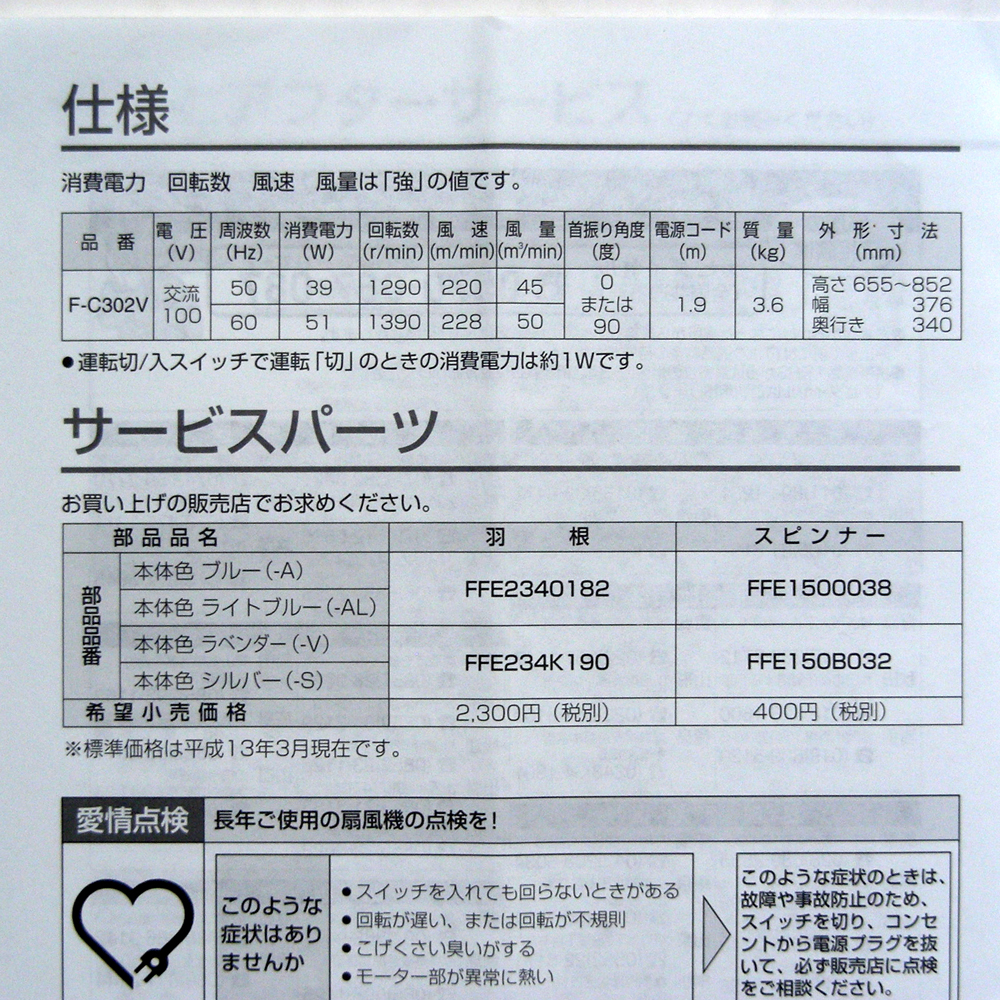 仕様
消費電力　回転数　風速　風量は「強」の値です。
品番 電圧(V) 周波数(Hz) 消費電力(W) 回転数(r/min) 風速(m/min) 風量(m³/min) 首振り角度(度) 電源コード(m) 質量(kg) 外形寸法(mm)
F-C302V 交流100 50 39 1290 220 45 0または90 1.9 3.6 高さ 655～852
60 51 1390 228 50 幅 376
奥行き 340
●運転切/入スイッチで運転「切」のときの消費電力は約1Wです。
サービスパーツ
お買い上げの販売店でお求めください。
部品品名 羽根 スピンナー
部品品番
本体色 ブルー(-A) FFE2340182 FFE1500038
本体色 ライトブルー(-AL)
本体色 ラベンダー(-V) FFE234K190 FFE150B032
本体色 シルバー(-S)
希望小売価格 2,300円（税別） 400円（税別）
※標準価格は平成13年3月現在です。
愛情点検 長年ご使用の扇風機の点検を！
このような
症状はあり
ませんか
●スイッチを入れても回らないときがある
●回転が遅い、または回転が不規則
●こげくさい臭いがする
●モーター部が異常に熱い
このような症状のときは、
故障や事故防止のため、
スイッチを切り、コンセ
ントから電源プラグを抜
いて、必ず販売店に点検
をご相談ください。